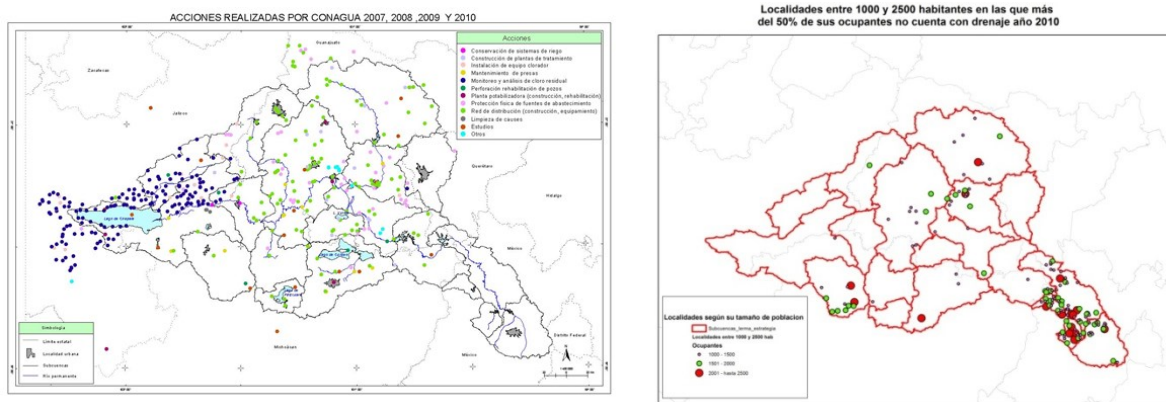 ACCIONES REALIZADAS POR CONAGUA 2007, 2008 ,2009 Y 2010
Guanajuato
Zacatecas
Jalisco
Querétaro
Hidalgo
México
Distrito Federal
México
Michoacán
Lago de Chapala
Acciones
Conservación de sistemas de riego
Construcción de plantas de tratamiento
Instalación de equipo clorador
Mantenimiento de presas
Monitoreo y análisis de cloro residual
Perforación rehabilitación de pozos
Planta potabilizadora (construcción, rehabilitación)
Protección física de fuentes de abastecimiento
Red de distribución (construcción, equipamiento)
Limpieza de causes
Estudios
Otros
Simbología
Límite estatal
Localidad urbana
Subcuencas
Río permanente
N
Localidades entre 1000 y 2500 habitantes en las que más
del 50% de sus ocupantes no cuenta con drenaje año 2010
Localidades según su tamaño de poblacion
Subcuencas_lerma_estrategia
Localidades entre 1000 y 2500 hab
Ocupantes
1000 - 1500
1501 - 2000
2001 - hasta 2500